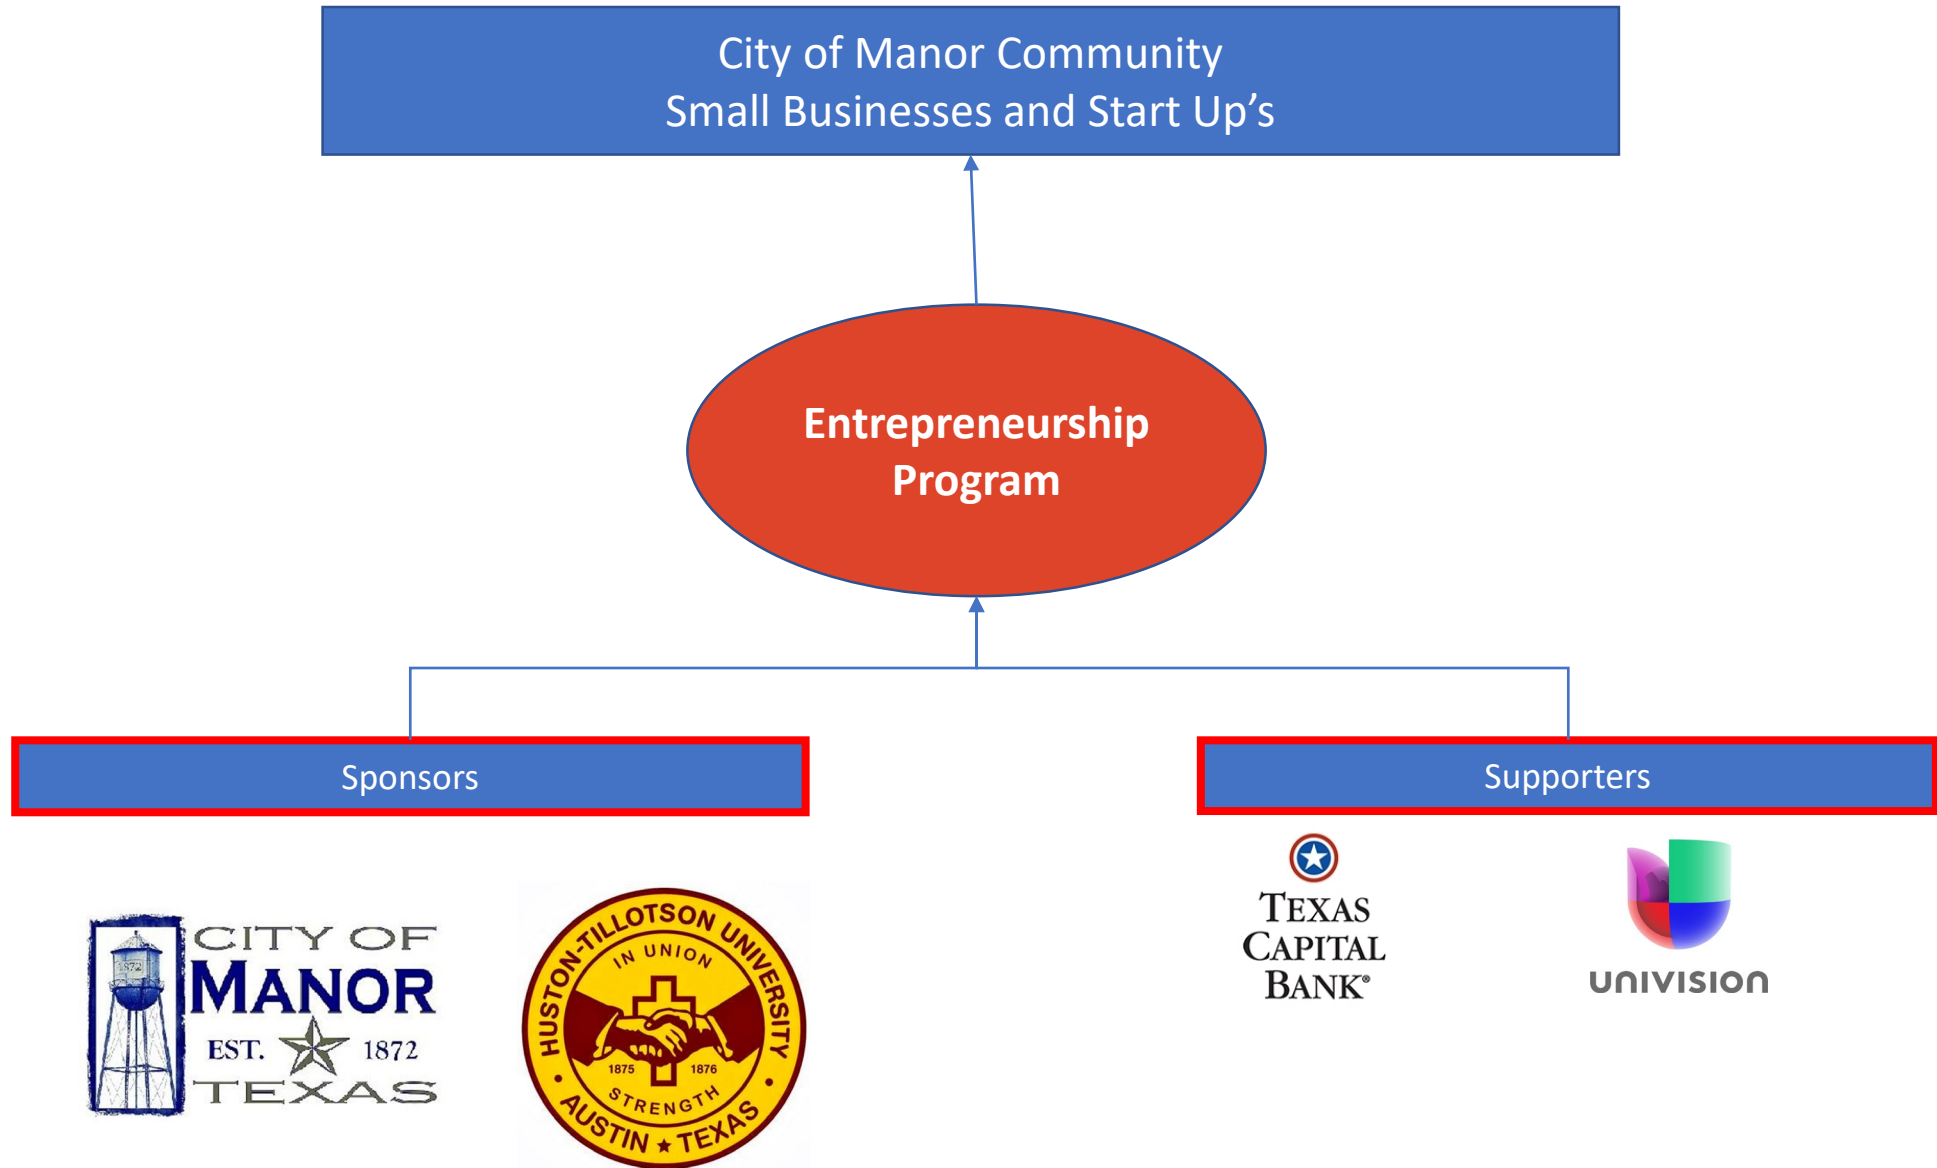 City of Manor Community
Small Businesses and Start Up's
Entrepreneurship
Program
Sponsors
Supporters
CITY OF
MANOR
EST. 1872
TEXAS
1872
HUSTON-TILLOTSON UNIVERSITY
IN UNION
1875 1876
STRENGTH
AUSTIN ★ TEXAS
TEXAS
CAPITAL
BANK®
UNIVISION